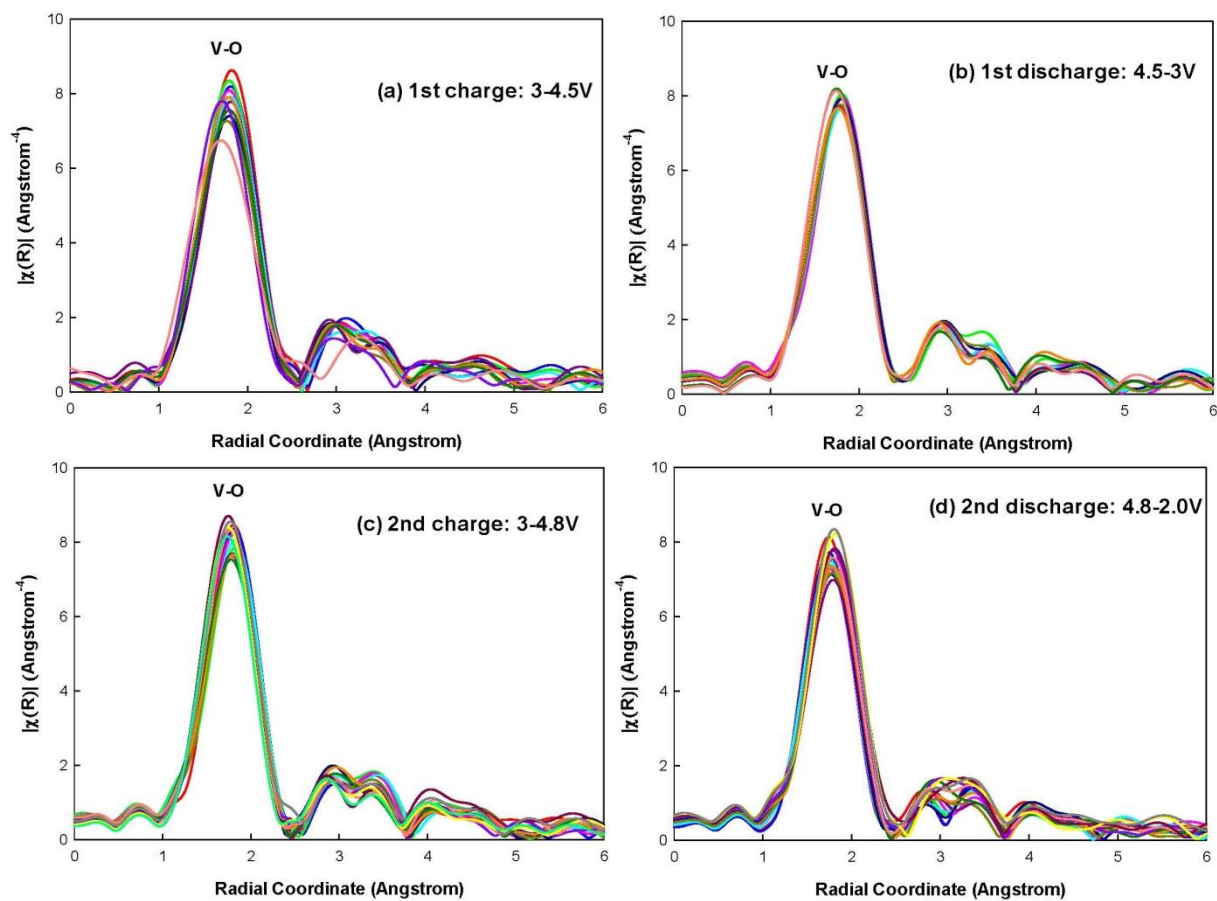 10
8
6
4
2
0
|χ(R)| (Angstrom⁻⁴)
V-O
(a) 1st charge: 3-4.5V
0 1 2 3 4 5 6
Radial Coordinate (Angstrom)
10
8
6
4
2
0
|χ(R)| (Angstrom⁻⁴)
V-O
(b) 1st discharge: 4.5-3V
0 1 2 3 4 5 6
Radial Coordinate (Angstrom)
10
8
6
4
2
0
|χ(R)| (Angstrom⁻⁴)
V-O
(c) 2nd charge: 3-4.8V
0 1 2 3 4 5 6
Radial Coordinate (Angstrom)
10
8
6
4
2
0
|χ(R)| (Angstrom⁻⁴)
V-O
(d) 2nd discharge: 4.8-2.0V
0 1 2 3 4 5 6
Radial Coordinate (Angstrom)